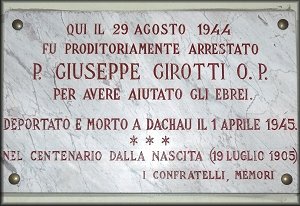 QUI IL 29 AGOSTO 1944
FU PRODITORIAMENTE ARRESTATO
P. GIUSEPPE GIROTTI O.P.
PER AVERE AIUTATO GLI EBREI.
DEPORTATO E MORTO A DACHAU IL 1 APRILE 1945.
* * *
NEL CENTENARIO DALLA NASCITA (19 LUGLIO 1905)
I CONFRATELLI, MEMORI